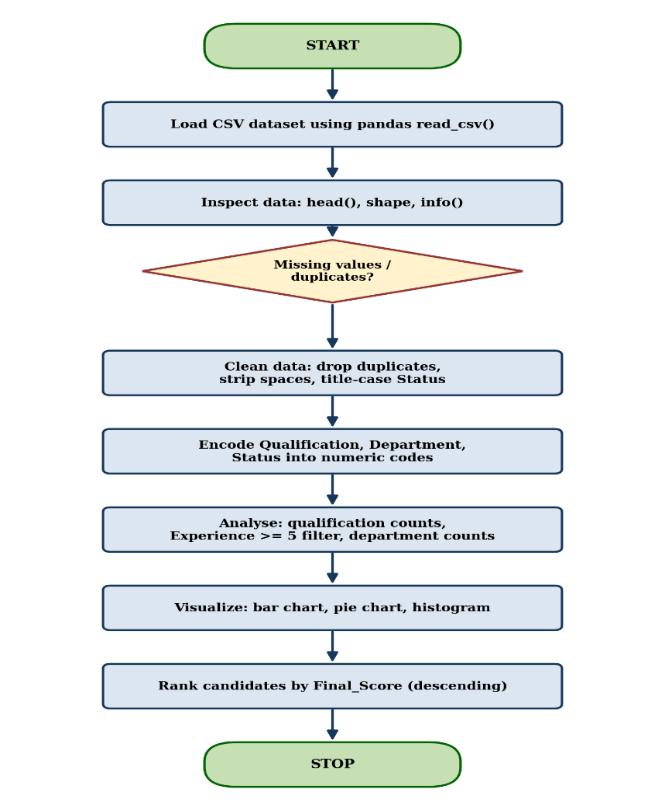 START
Load CSV dataset using pandas read_csv()
Inspect data: head(), shape, info()
Missing values /
duplicates?
Clean data: drop duplicates,
strip spaces, title-case Status
Encode Qualification, Department,
Status into numeric codes
Analyse: qualification counts,
Experience >= 5 filter, department counts
Visualize: bar chart, pie chart, histogram
Rank candidates by Final_Score (descending)
STOP